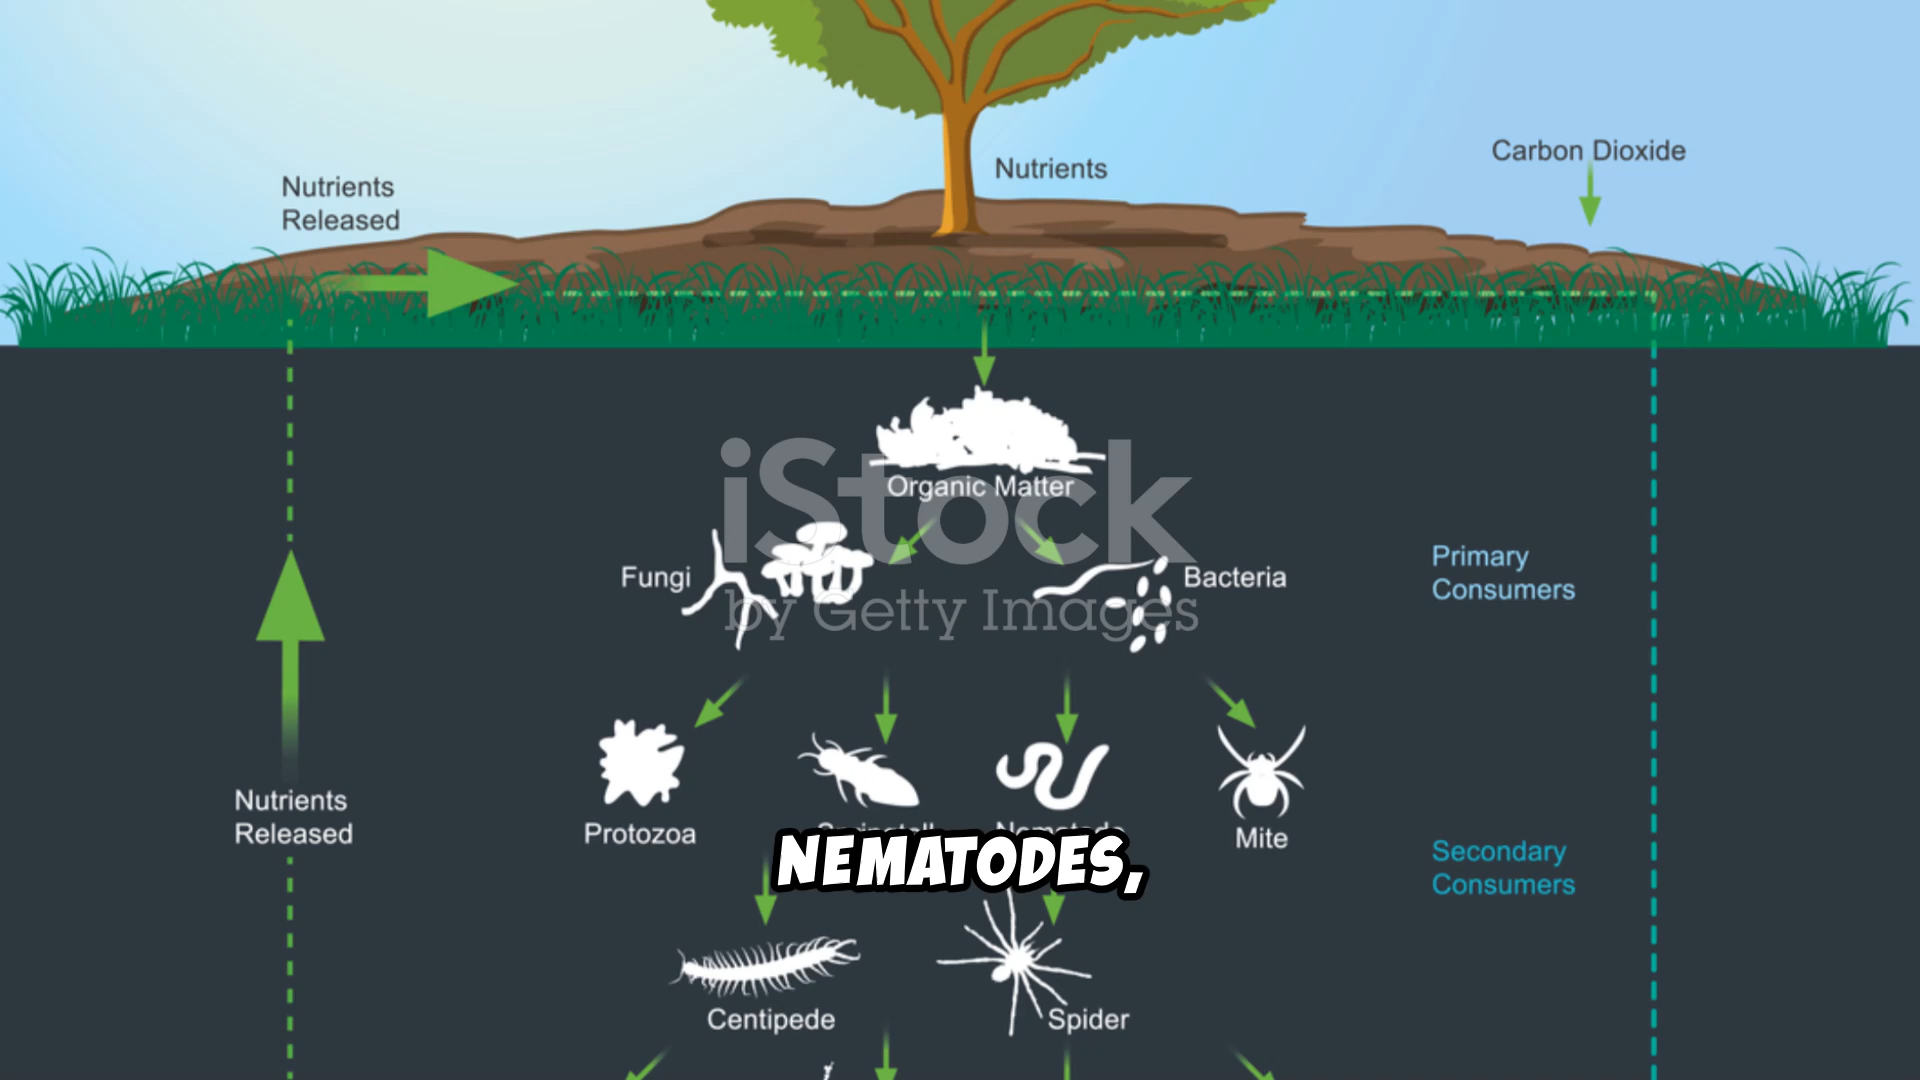 Carbon Dioxide
Nutrients
Nutrients
Released
Organic Matter
iStock
by Getty Images
Fungi
Bacteria
Primary
Consumers
Nutrients
Released
Protozoa
Mite
NEMATODES,
Secondary
Consumers
Centipede
Spider